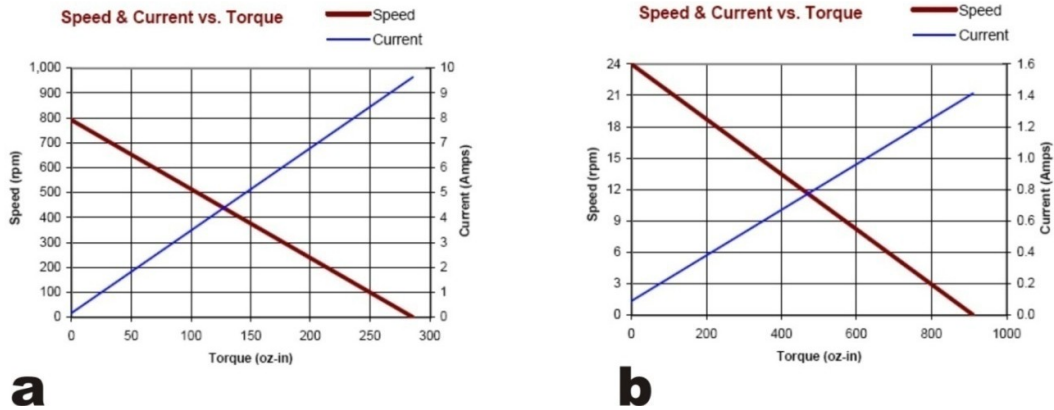 Speed & Current vs. Torque
Speed
Current
1,000
900
800
700
600
500
400
300
200
100
0
10
9
8
7
6
5
4
3
2
1
0
Speed (rpm)
Current (Amps)
0 50 100 150 200 250 300
Torque (oz-in)
a
Speed & Current vs. Torque
Speed
Current
24
21
18
15
12
9
6
3
0
1.6
1.4
1.2
1.0
0.8
0.6
0.4
0.2
0.0
Speed (rpm)
Current (Amps)
0 200 400 600 800 1000
Torque (oz-in)
b